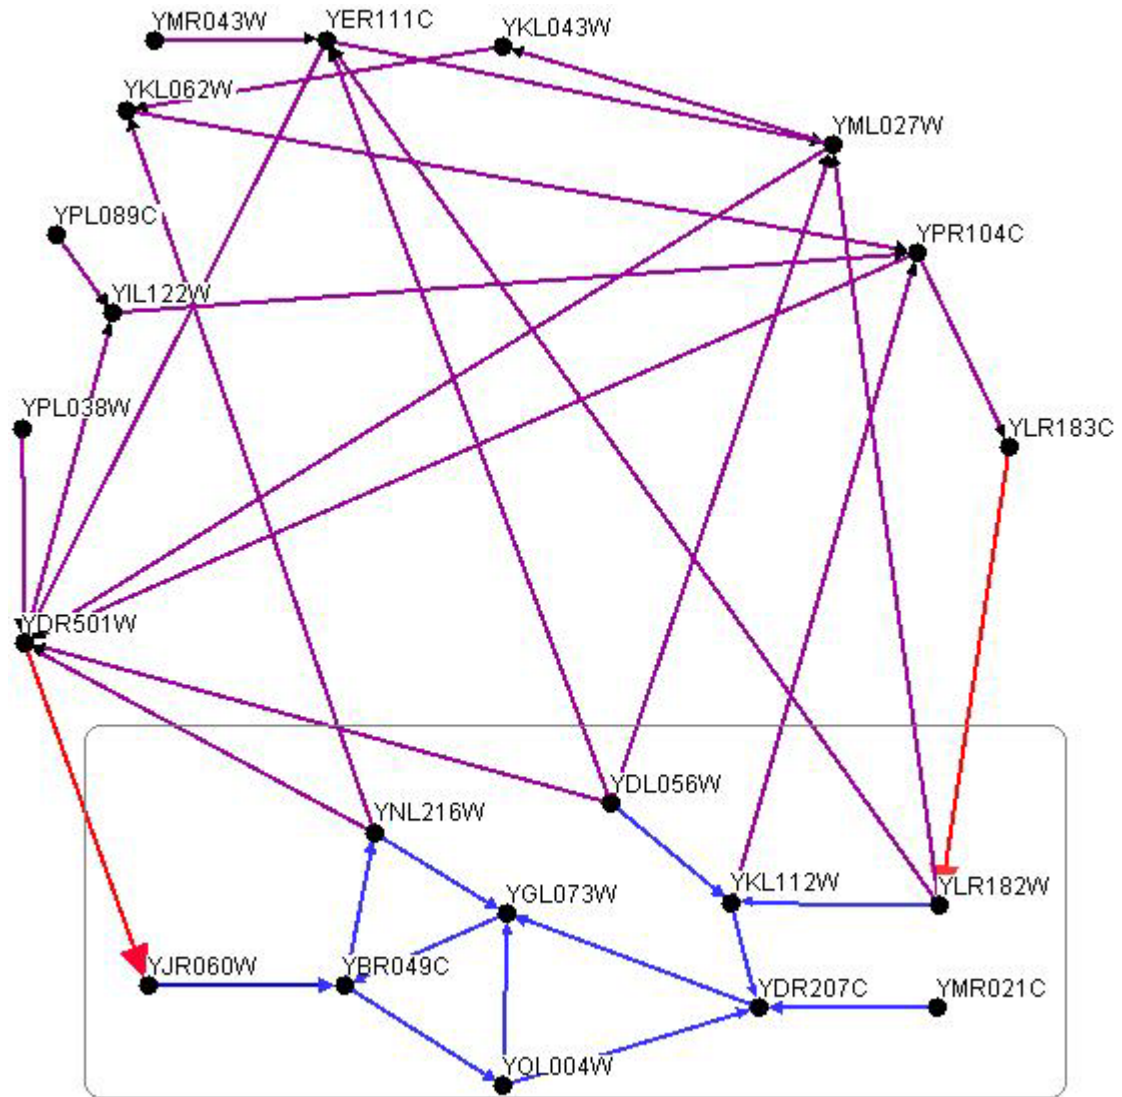 YMR043W
YER111C
YKL043W
YKL062W
YML027W
YPL089C
YPR104C
YIL122W
YPL038W
YLR183C
YDR501W
YDL056W
YNL216W
YKL112W
YLR182W
YGL073W
YJR060W
YBR049C
YDR207C
YMR021C
YOL004W